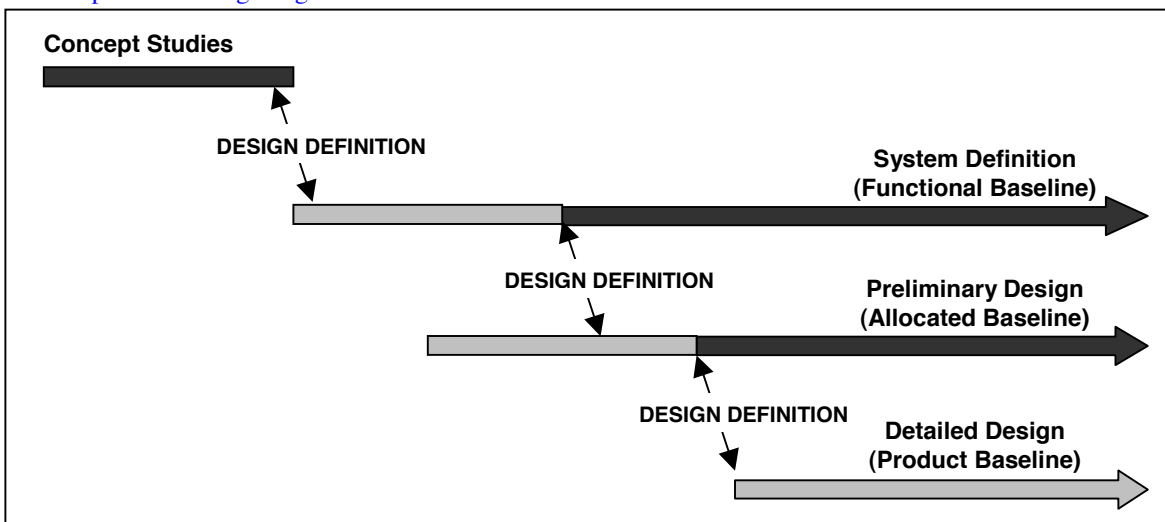 Concept Studies
DESIGN DEFINITION
System Definition
(Functional Baseline)
DESIGN DEFINITION
Preliminary Design
(Allocated Baseline)
DESIGN DEFINITION
Detailed Design
(Product Baseline)